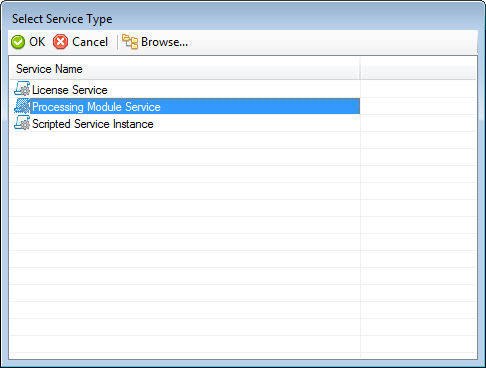 Select Service Type
OK Cancel Browse...
Service Name
License Service
Processing Module Service
Scripted Service Instance